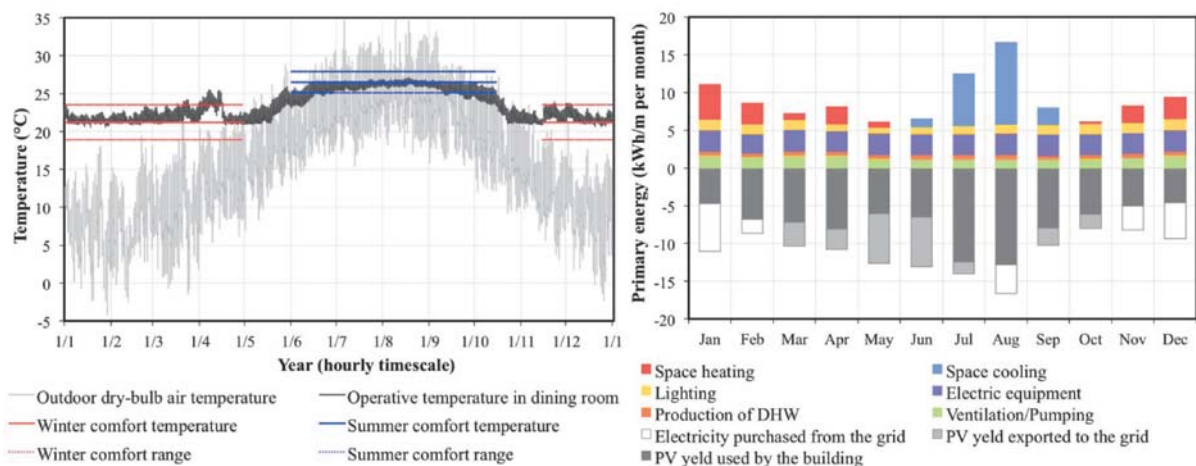 35
30
25
20
15
10
5
0
-5
Temperature (°C)
1/1 1/2 1/3 1/4 1/5 1/6 1/7 1/8 1/9 1/10 1/11 1/12 1/1
Year (hourly timescale)
Outdoor dry-bulb air temperature
Operative temperature in dining room
Winter comfort temperature
Summer comfort temperature
Winter comfort range
Summer comfort range
20
15
10
5
0
-5
-10
-15
-20
Primary energy (kWh/m per month)
Jan Feb Mar Apr May Jun Jul Aug Sep Oct Nov Dec
Space heating
Space cooling
Lighting
Electric equipment
Production of DHW
Ventilation/Pumping
Electricity purchased from the grid
PV yeld exported to the grid
PV yeld used by the building